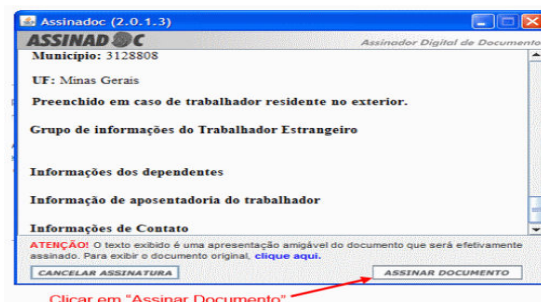 Assinadoc (2.0.1.3)
ASSINADOC
Assinador Digital de Documento
Município: 3128808
UF: Minas Gerais
Preenchido em caso de trabalhador residente no exterior.
Grupo de informações do Trabalhador Estrangeiro
Informações dos dependentes
Informação de aposentadoria do trabalhador
Informações de Contato
ATENÇÃO! O texto exibido é uma apresentação amigável do documento que será efetivamente
assinado. Para exibir o documento original, clique aqui.
CANCELAR ASSINATURA
ASSINAR DOCUMENTO
Clicar em "Assinar Documento"